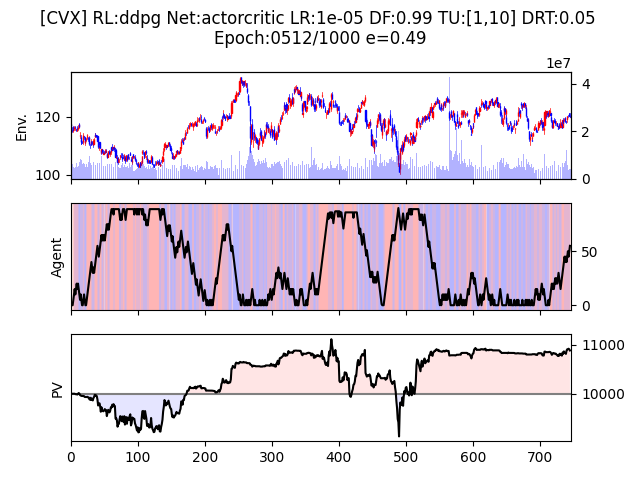 [CVX] RL:ddpg Net:actorcritic LR:1e-05 DF:0.99 TU:[1,10] DRT:0.05
Epoch:0512/1000 e=0.49
1e7
Env.
120
100
4
2
0
Agent
50
0
PV
11000
10000
0 100 200 300 400 500 600 700